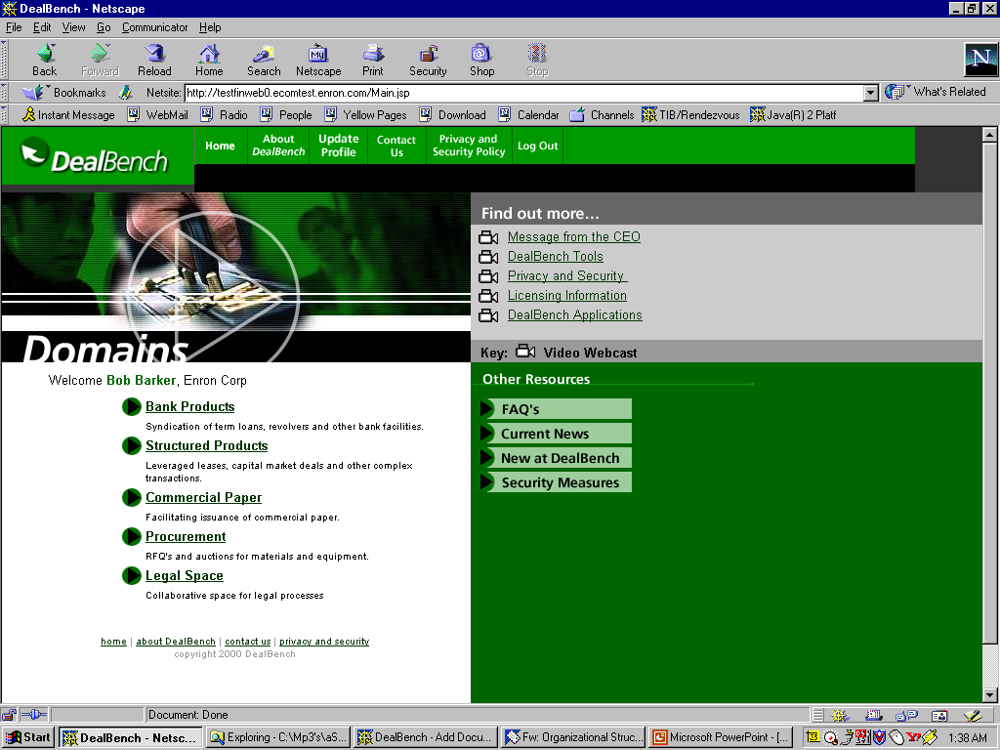 DealBench - Netscape
File Edit View Go Communicator Help
Back Forward Reload Home Search Netscape Print Security Shop Stop
My
N
Bookmarks Netsite: http://testfinweb0.ecomtest.enron.com/Main.jsp What's Related
Instant Message WebMail Radio People Yellow Pages Download Calendar Channels TIB/Rendezvous Java(R) 2 Platf
DealBench
Home
About
DealBench
Update
Profile
Contact
Us
Privacy and
Security Policy
Log Out
Domains
Find out more...
Message from the CEO
DealBench Tools
Privacy and Security
Licensing Information
DealBench Applications
Key: Video Webcast
Welcome Bob Barker, Enron Corp
Bank Products
Syndication of term loans, revolvers and other bank facilities.
Structured Products
Leveraged leases, capital market deals and other complex
transactions.
Commercial Paper
Facilitating issuance of commercial paper.
Procurement
RFQ's and auctions for materials and equipment.
Legal Space
Collaborative space for legal processes
home | about DealBench | contact us | privacy and security
copyright 2000 DealBench
Other Resources
FAQ's
Current News
New at DealBench
Security Measures
Document: Done
Start DealBench - Netsc... Exploring - C:\Mp3's\aS... DealBench - Add Docu... Fw: Organizational Struc... Microsoft PowerPoint - [... 1:38 AM